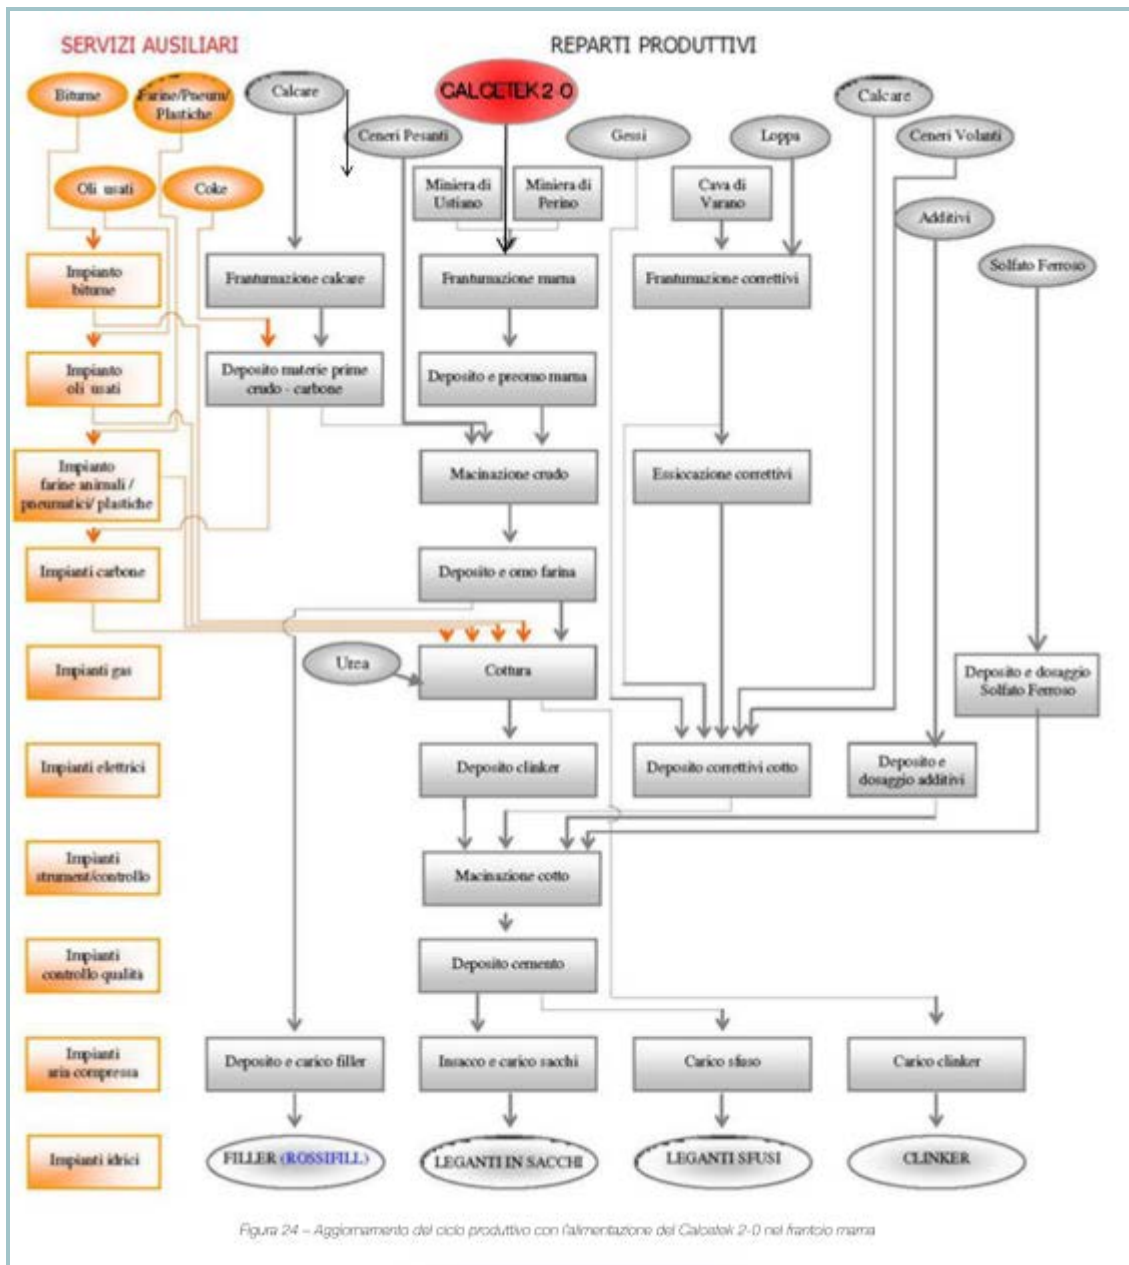 SERVIZI AUSILIARI
REPARTI PRODUTTIVI
Bitume
Farine/Pneum/
Plastiche
Calcare
CALCETEK 2-0
Calcare
Ceneri Pesanti
Gessi
Loppa
Ceneri Volanti
Oli usati
Coke
Miniera di
Ustiano
Miniera di
Perino
Cava di
Varano
Additivi
Solfato Ferroso
Impianto
bitume
Frantumazione calcare
Frantumazione marna
Frantumazione correttivi
Impianto
oli usati
Deposito materie prime
crudo - carbone
Deposito e preomo marna
Impianto
farine animali /
pneumatici/ plastiche
Macinazione crudo
Essiccazione correttivi
Impianti carbone
Deposito e omo farina
Impianti gas
Urea
Cottura
Deposito e dosaggio
Solfato Ferroso
Impianti elettrici
Deposito clinker
Deposito correttivi cotto
Deposito e
dosaggio additivi
Impianti
strument/controllo
Macinazione cotto
Impianti
controllo qualità
Deposito cemento
Impianti
aria compressa
Deposito e carico filler
Insacco e carico sacchi
Carico sfuso
Carico clinker
Impianti idrici
FILLER (ROSSIFILL)
LEGANTI IN SACCHI
LEGANTI SFUSI
CLINKER
Figura 24 – Aggiornamento del ciclo produttivo con l'alimentazione del Calcetek 2-0 nel frantoio marna